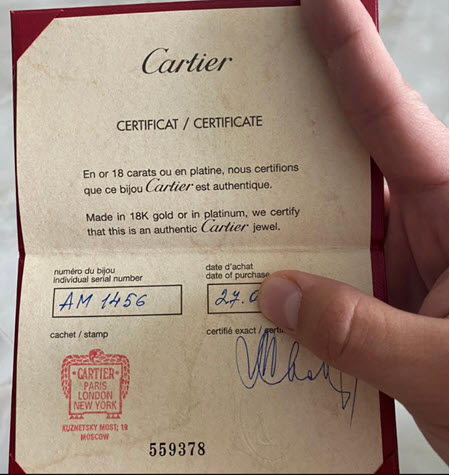 Cartier
CERTIFICAT / CERTIFICATE
En or 18 carats ou en platine, nous certifions
que ce bijou Cartier est authentique.
Made in 18K gold or in platinum, we certify
that this is an authentic Cartier jewel.
numéro du bijou
individual serial number
AM 1456
date d'achat
date of purchase
27.0
cachet / stamp
certifié exact /
CARTIER
PARIS
LONDON
NEW YORK
KUZNETSKY MOST, 18
MOSCOW
559378